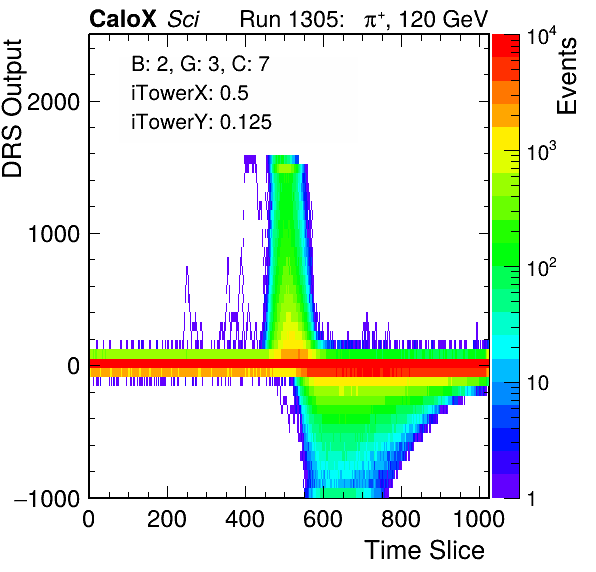 CaloX Sci Run 1305: π⁺, 120 GeV
B: 2, G: 3, C: 7
iTowerX: 0.5
iTowerY: 0.125
DRS Output
2000
1000
0
−1000
0 200 400 600 800 1000
Time Slice
Events
10⁴
10³
10²
10
1